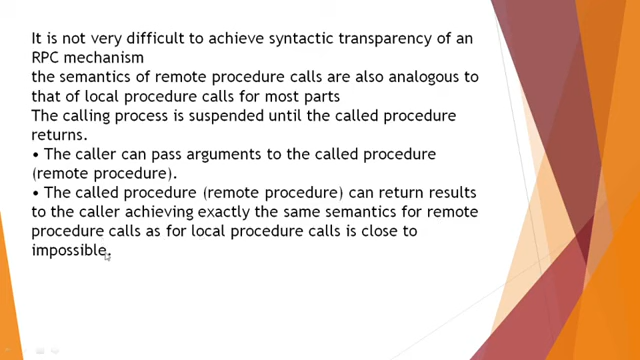 It is not very difficult to achieve syntactic transparency of an
RPC mechanism
the semantics of remote procedure calls are also analogous to
that of local procedure calls for most parts
The calling process is suspended until the called procedure
returns.
• The caller can pass arguments to the called procedure
(remote procedure).
• The called procedure (remote procedure) can return results
to the caller achieving exactly the same semantics for remote
procedure calls as for local procedure calls is close to
impossible.